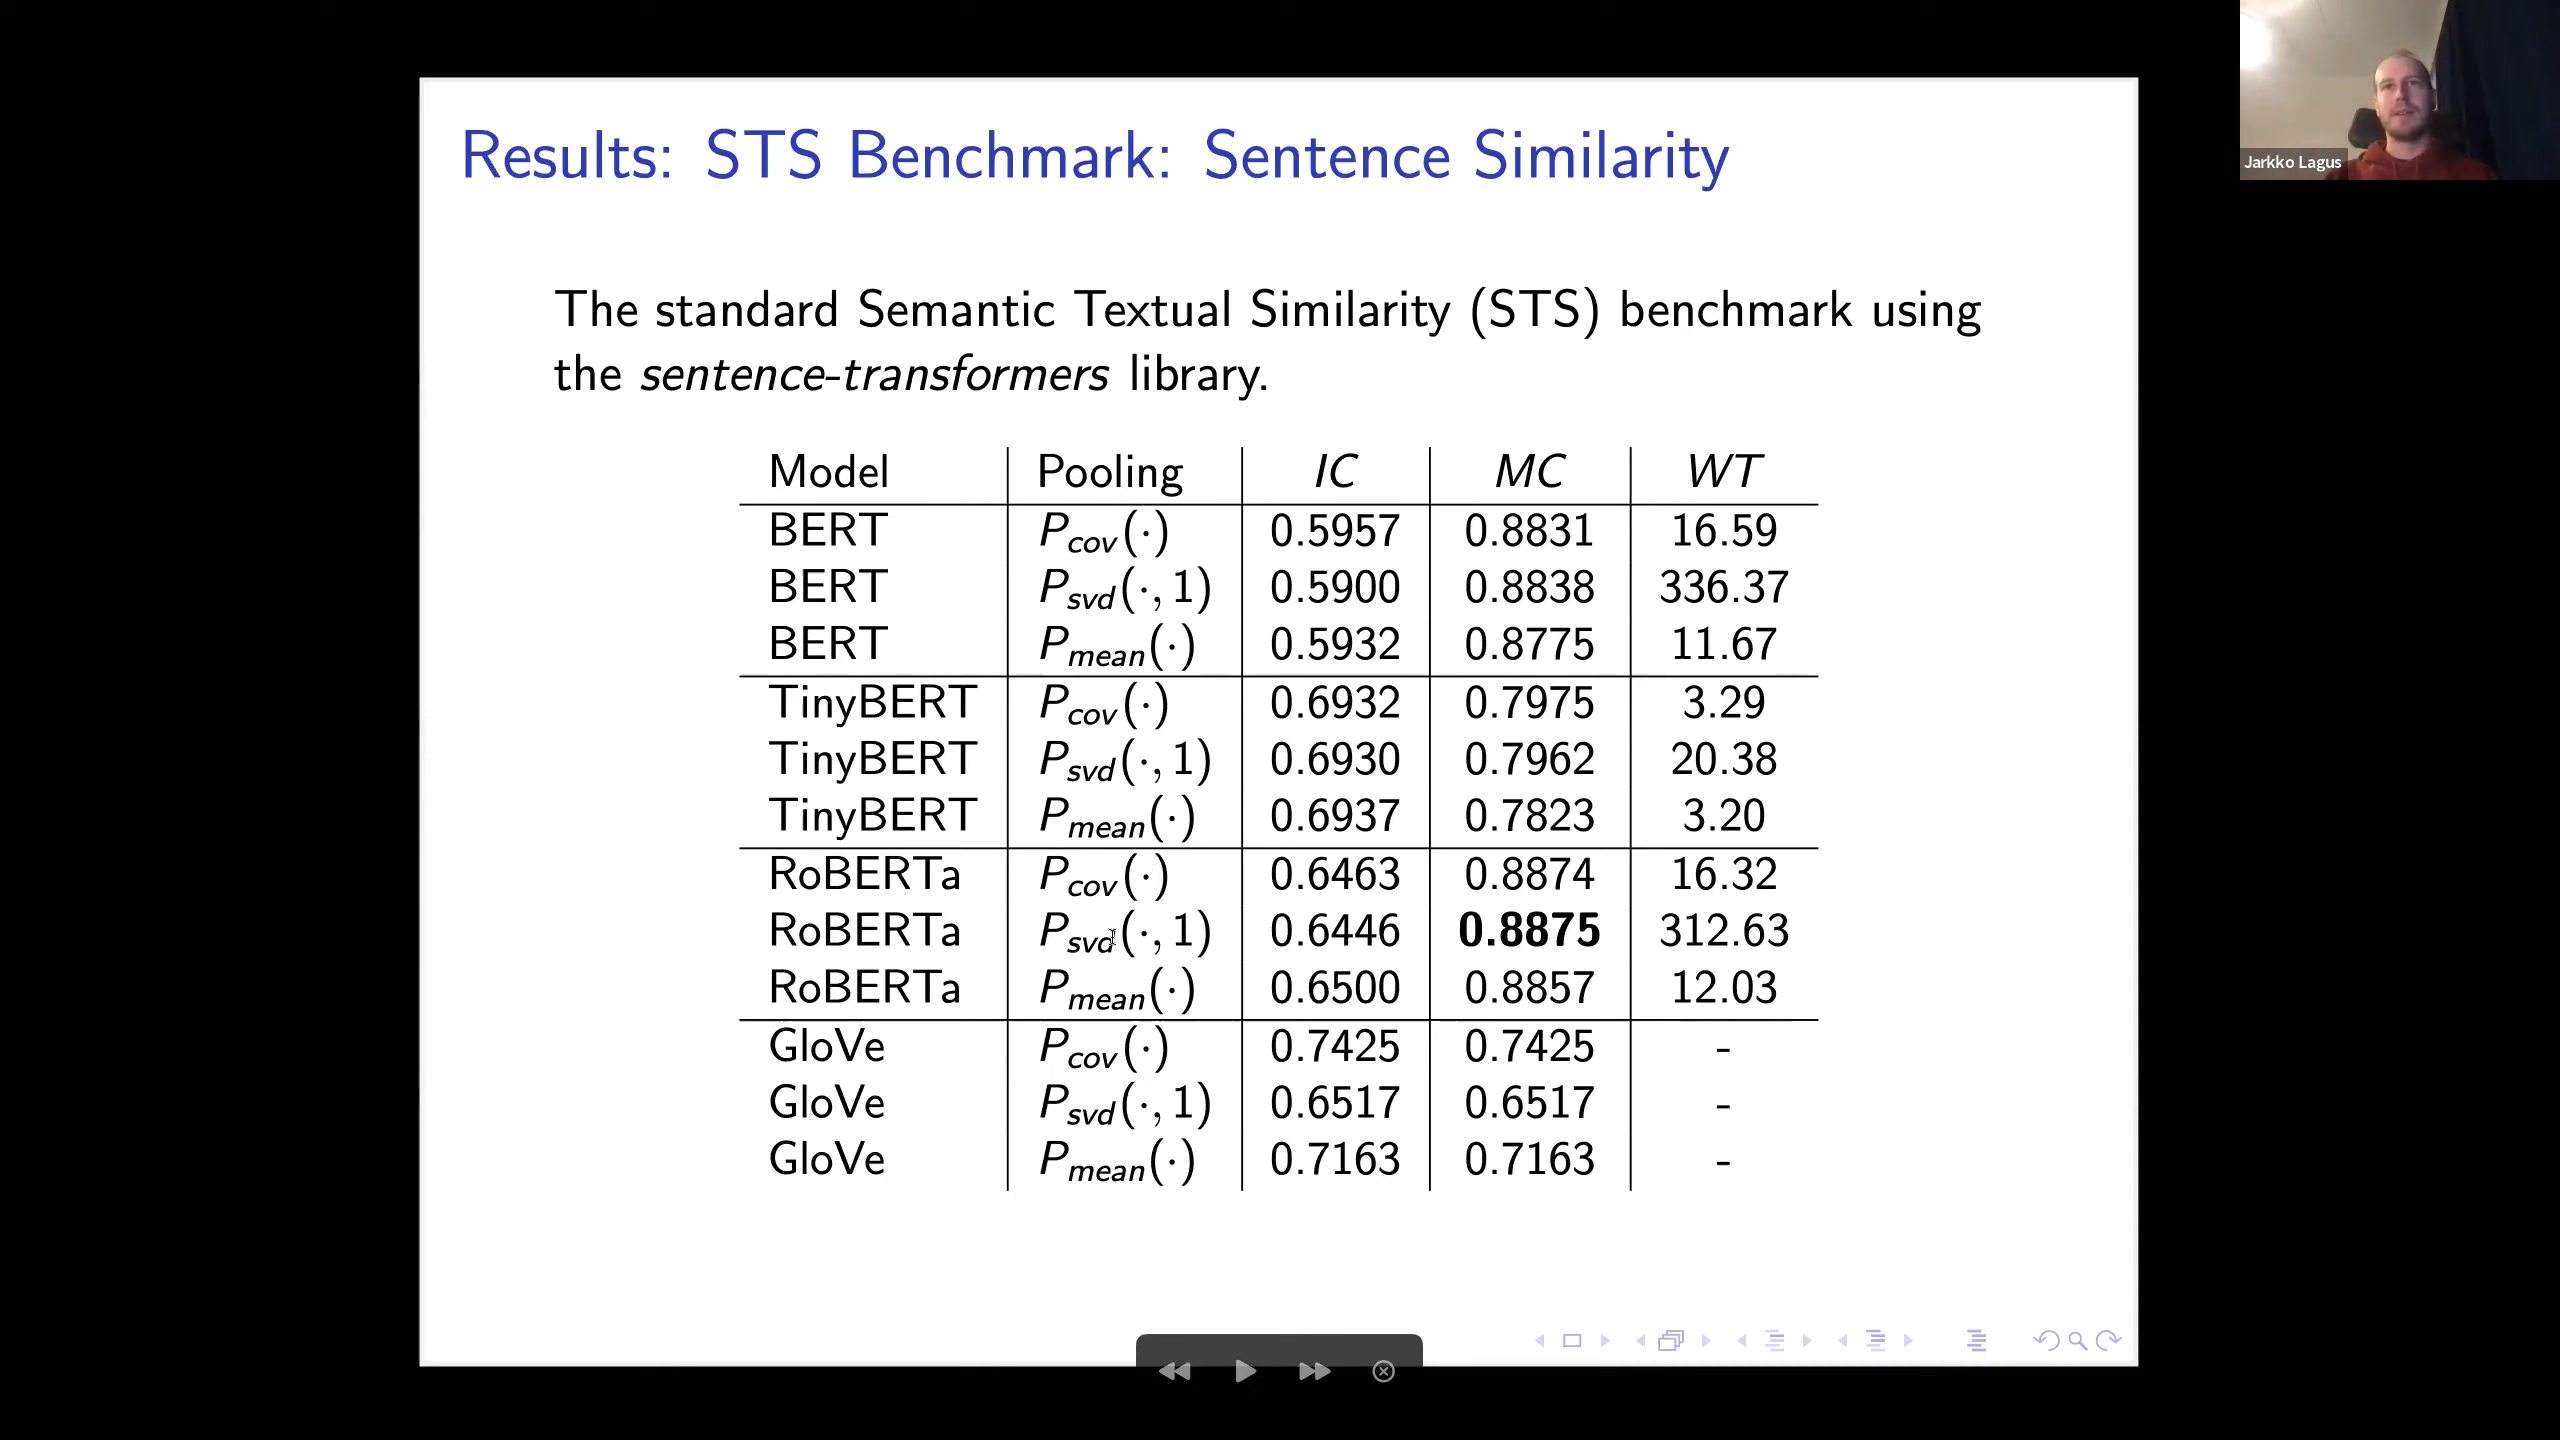 Results: STS Benchmark: Sentence Similarity
Jarkko Lagus
The standard Semantic Textual Similarity (STS) benchmark using
the sentence-transformers library.
Model Pooling IC MC WT
BERT P_cov(·) 0.5957 0.8831 16.59
BERT P_svd(·, 1) 0.5900 0.8838 336.37
BERT P_mean(·) 0.5932 0.8775 11.67
TinyBERT P_cov(·) 0.6932 0.7975 3.29
TinyBERT P_svd(·, 1) 0.6930 0.7962 20.38
TinyBERT P_mean(·) 0.6937 0.7823 3.20
RoBERTa P_cov(·) 0.6463 0.8874 16.32
RoBERTa P_svd(·, 1) 0.6446 0.8875 312.63
RoBERTa P_mean(·) 0.6500 0.8857 12.03
GloVe P_cov(·) 0.7425 0.7425 -
GloVe P_svd(·, 1) 0.6517 0.6517 -
GloVe P_mean(·) 0.7163 0.7163 -